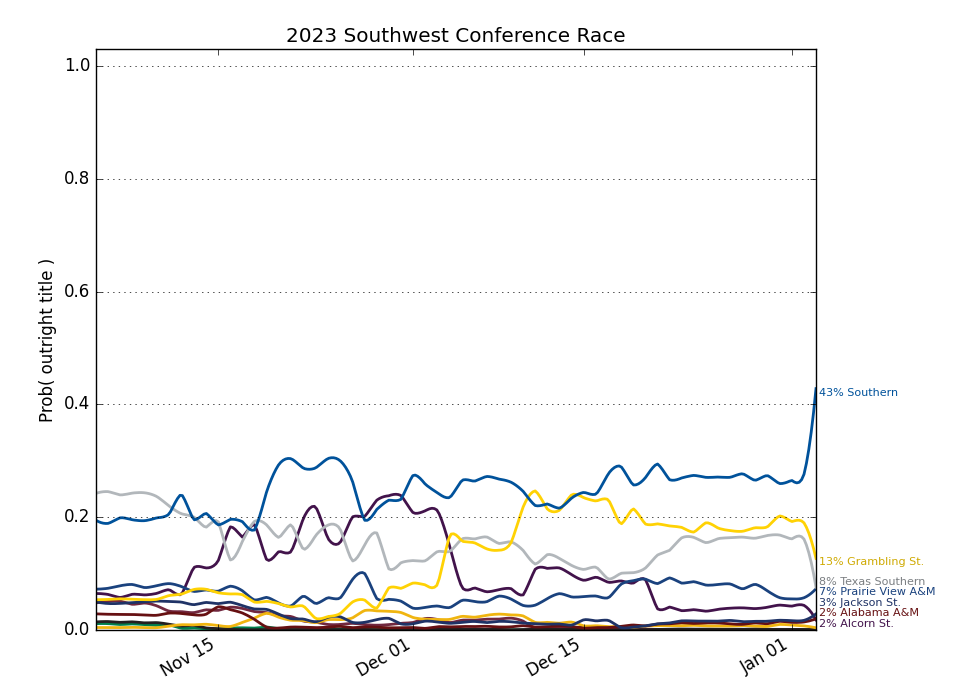 2023 Southwest Conference Race
1.0
0.8
0.6
0.4
0.2
0.0
Prob( outright title )
Nov 15
Dec 01
Dec 15
Jan 01
43% Southern
13% Grambling St.
8% Texas Southern
7% Prairie View A&M
3% Jackson St.
2% Alabama A&M
2% Alcorn St.